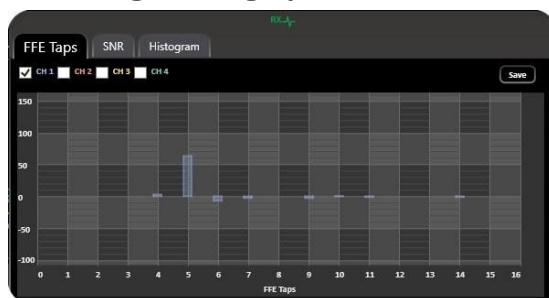 RX
FFE Taps SNR Histogram
CH 1 CH 2 CH 3 CH 4
Save
150
100
50
0
-50
-100
0 1 2 3 4 5 6 7 8 9 10 11 12 13 14 15 16
FFE Taps